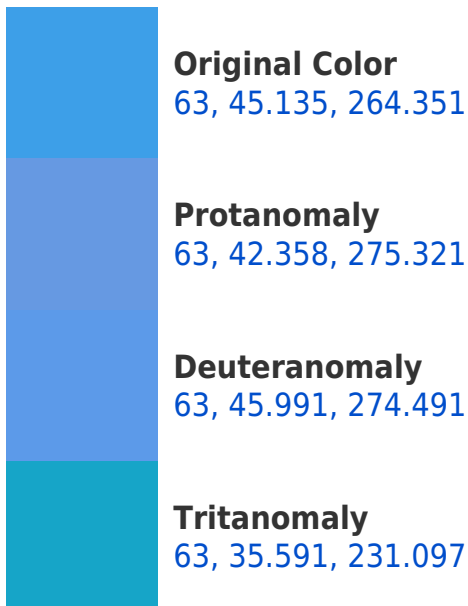 Original Color
63, 45.135, 264.351
Protanomaly
63, 42.358, 275.321
Deuteranomaly
63, 45.991, 274.491
Tritanomaly
63, 35.591, 231.097